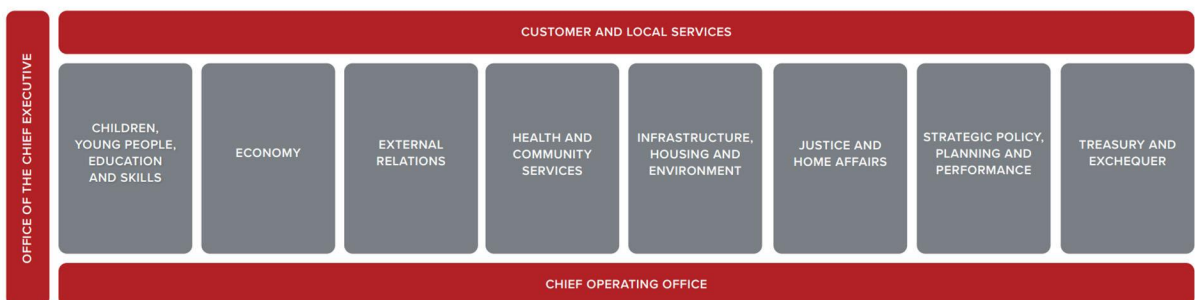 OFFICE OF THE CHIEF EXECUTIVE
CUSTOMER AND LOCAL SERVICES
CHILDREN,
YOUNG PEOPLE,
EDUCATION
AND SKILLS
ECONOMY
EXTERNAL
RELATIONS
HEALTH AND
COMMUNITY
SERVICES
INFRASTRUCTURE,
HOUSING AND
ENVIRONMENT
JUSTICE AND
HOME AFFAIRS
STRATEGIC POLICY,
PLANNING AND
PERFORMANCE
TREASURY AND
EXCHEQUER
CHIEF OPERATING OFFICE